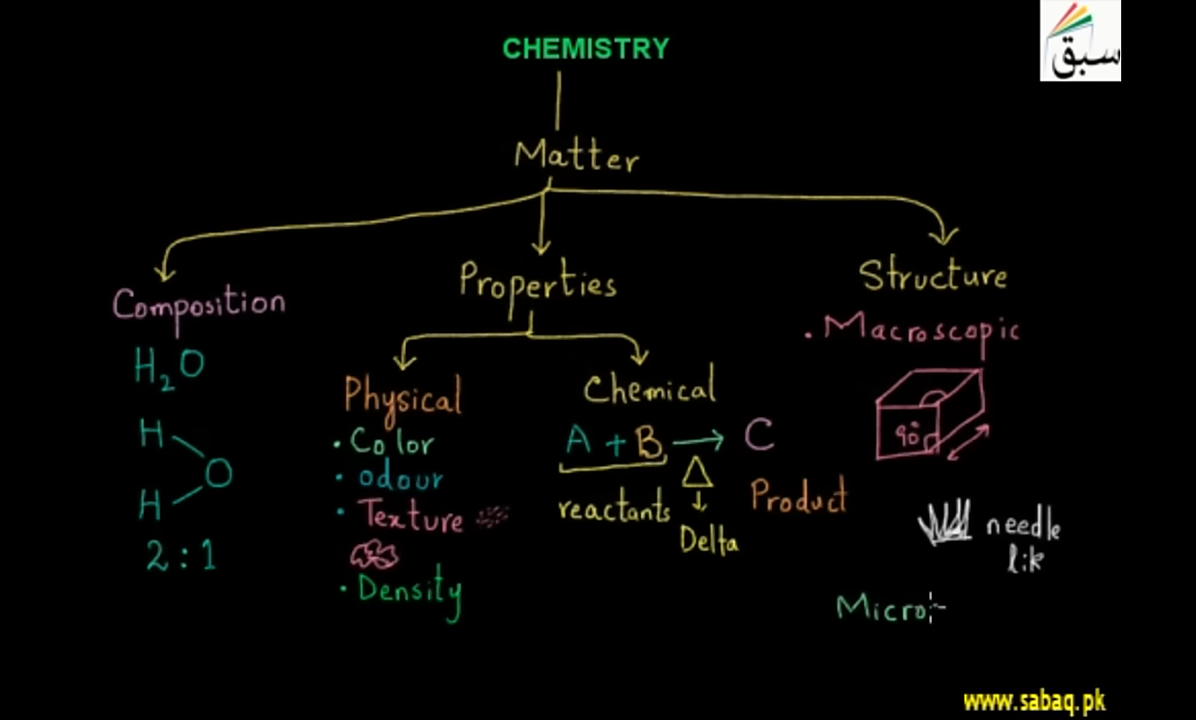 CHEMISTRY
سبق
Matter
Composition
H₂O
H
O
H
2 : 1
Properties
Physical
• Color
• odour
• Texture
• Density
Chemical
A + B → C
Δ
reactants
↓
Delta
Product
Structure
. Macroscopic
90°
needle
lik
Micro
www.sabaq.pk